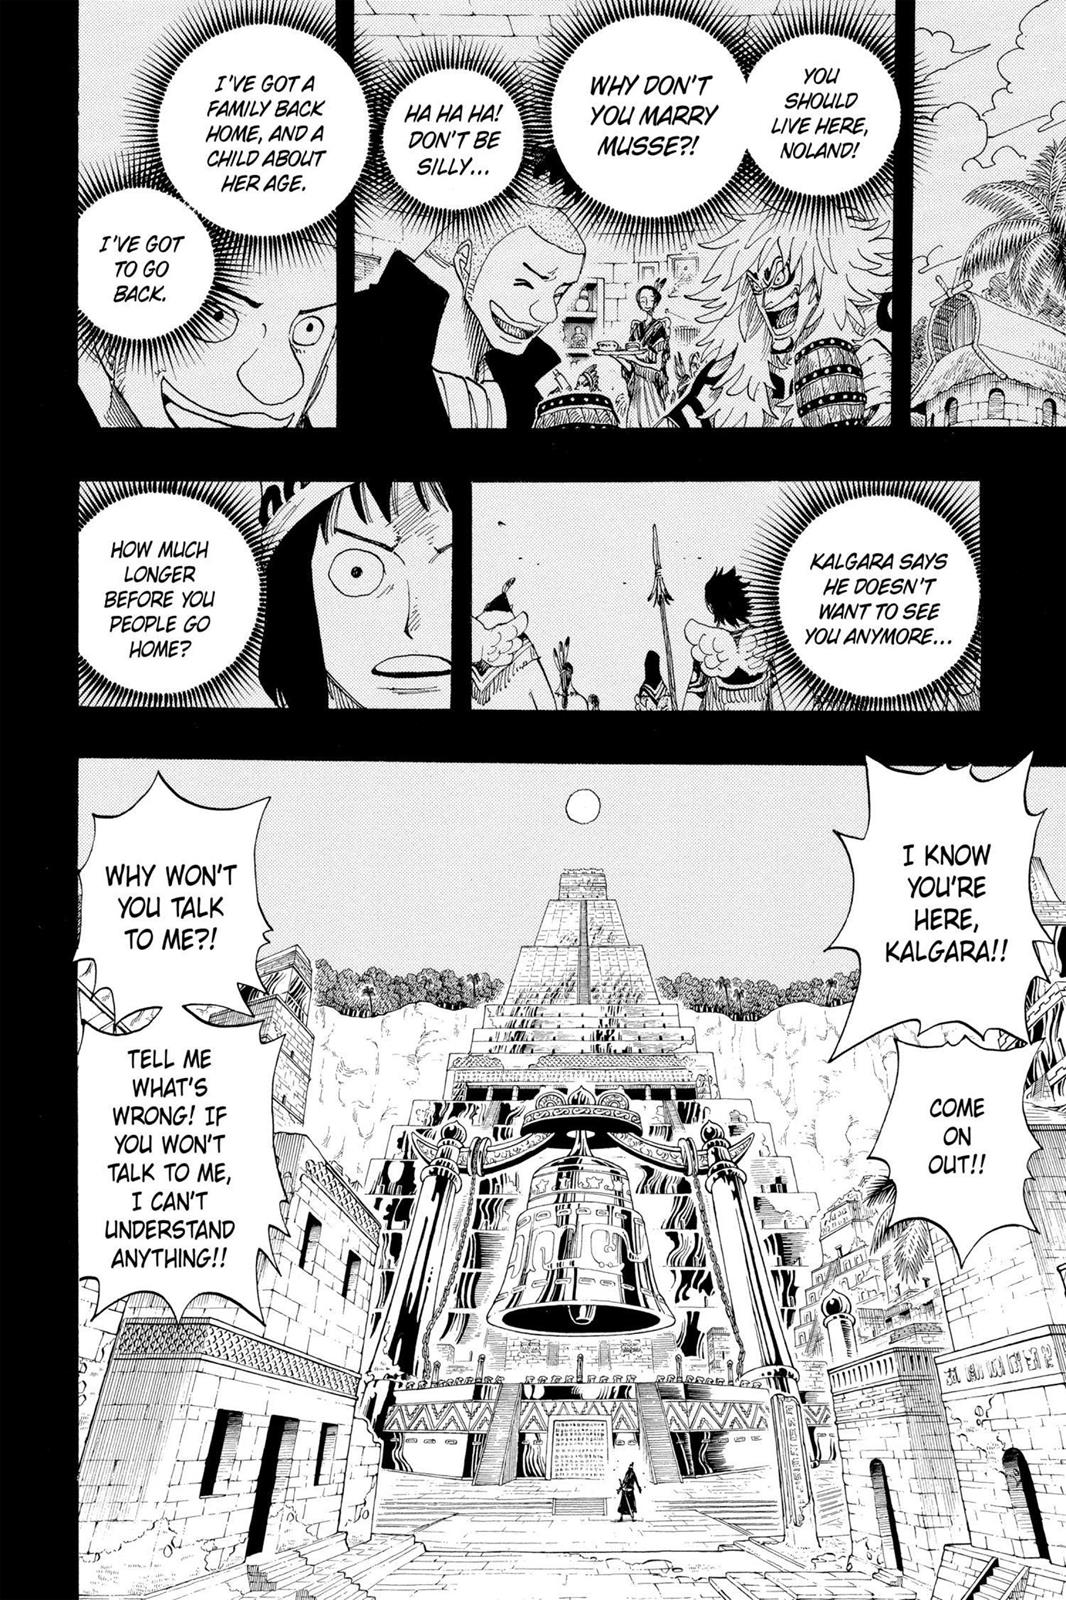 YOU
SHOULD
LIVE HERE,
NOLAND!
WHY DON'T
YOU MARRY
MUSSE?!
HA HA HA!
DON'T BE
SILLY...
I'VE GOT A
FAMILY BACK
HOME, AND A
CHILD ABOUT
HER AGE.
I'VE GOT
TO GO
BACK.
KALGARA SAYS
HE DOESN'T
WANT TO SEE
YOU ANYMORE...
HOW MUCH
LONGER
BEFORE YOU
PEOPLE GO
HOME?
I KNOW
YOU'RE
HERE,
KALGARA!!
COME
ON
OUT!!
WHY WON'T
YOU TALK
TO ME?!
TELL ME
WHAT'S
WRONG! IF
YOU WON'T
TALK TO ME,
I CAN'T
UNDERSTAND
ANYTHING!!